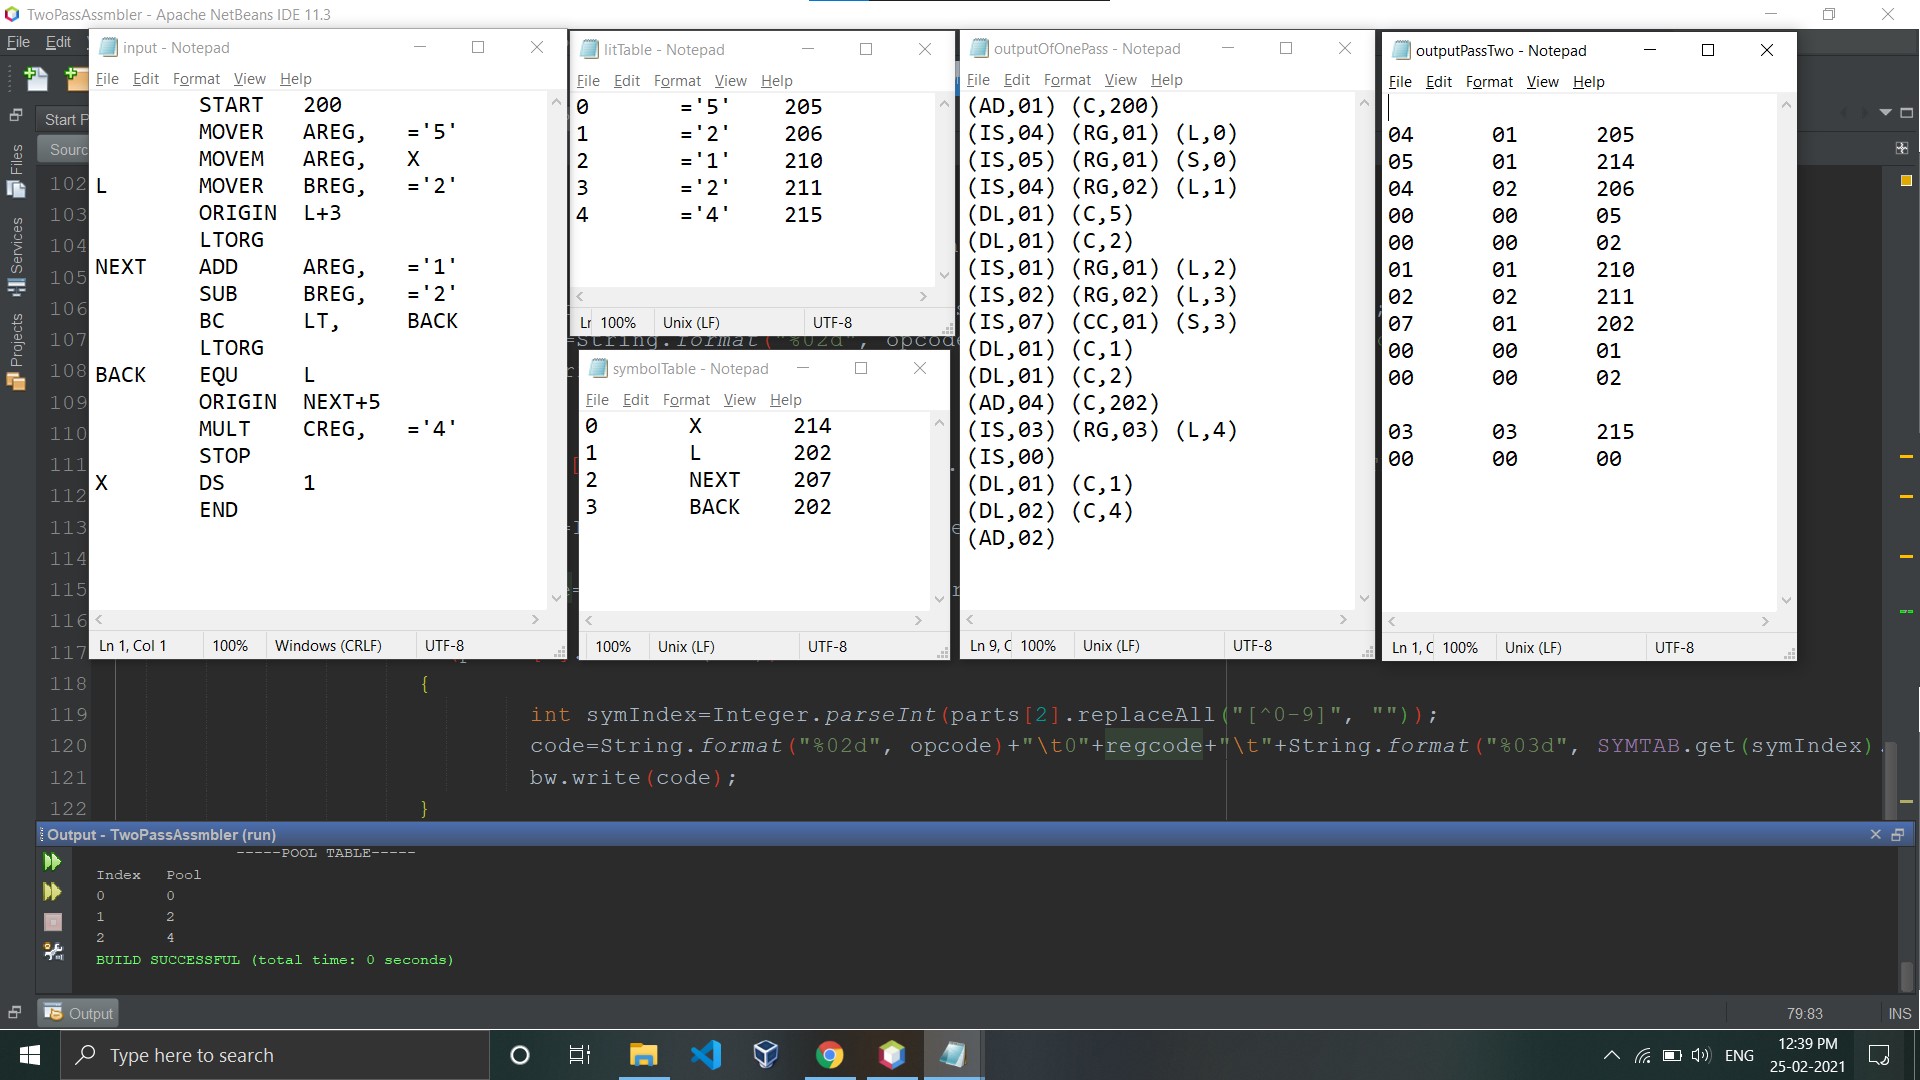 TwoPassAssmbler - Apache NetBeans IDE 11.3
File Edit
Start P
Sourc
Files
Services
Projects
input - Notepad
File Edit Format View Help
START 200
MOVER AREG, ='5'
MOVEM AREG, X
L MOVER BREG, ='2'
ORIGIN L+3
LTORG
NEXT ADD AREG, ='1'
SUB BREG, ='2'
BC LT, BACK
LTORG
BACK EQU L
ORIGIN NEXT+5
MULT CREG, ='4'
STOP
X DS 1
END
Ln 1, Col 1 100% Windows (CRLF) UTF-8
litTable - Notepad
File Edit Format View Help
0 ='5' 205
1 ='2' 206
2 ='1' 210
3 ='2' 211
4 ='4' 215
100% Unix (LF) UTF-8
symbolTable - Notepad
File Edit Format View Help
0 X 214
1 L 202
2 NEXT 207
3 BACK 202
100% Unix (LF) UTF-8
outputOfOnePass - Notepad
File Edit Format View Help
(AD,01) (C,200)
(IS,04) (RG,01) (L,0)
(IS,05) (RG,01) (S,0)
(IS,04) (RG,02) (L,1)
(DL,01) (C,5)
(DL,01) (C,2)
(IS,01) (RG,01) (L,2)
(IS,02) (RG,02) (L,3)
(IS,07) (CC,01) (S,3)
(DL,01) (C,1)
(DL,01) (C,2)
(AD,04) (C,202)
(IS,03) (RG,03) (L,4)
(IS,00)
(DL,01) (C,1)
(DL,02) (C,4)
(AD,02)
Ln 9, C 100% Unix (LF) UTF-8
outputPassTwo - Notepad
File Edit Format View Help
04 01 205
05 01 214
04 02 206
00 00 05
00 00 02
01 01 210
02 02 211
07 01 202
00 00 01
00 00 02
03 03 215
00 00 00
Ln 1, C 100% Unix (LF) UTF-8
102
103
104
105
106
107 =String.format("%02d", opcod
108
109
110
111
112
113
114
115
116
117
118 {
119 int symIndex=Integer.parseInt(parts[2].replaceAll("[^0-9]", ""));
120 code=String.format("%02d", opcode)+"\t0"+regcode+"\t"+String.format("%03d", SYMTAB.get(symIndex).
121 bw.write(code);
122 }
Output - TwoPassAssmbler (run)
-----POOL TABLE-----
Index Pool
0 0
1 2
2 4
BUILD SUCCESSFUL (total time: 0 seconds)
Output
79:83 INS
Type here to search
ENG
12:39 PM
25-02-2021